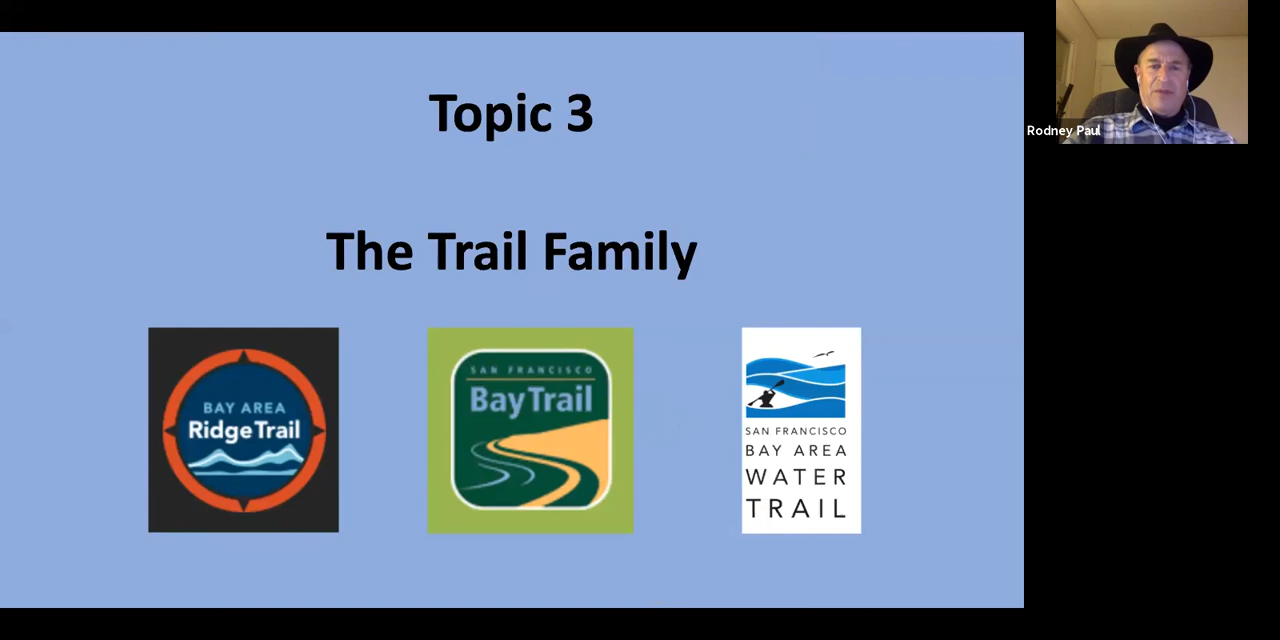 Topic 3
The Trail Family
BAY AREA
RidgeTrail
SAN FRANCISCO
BayTrail
SAN FRANCISCO
BAY AREA
WATER
TRAIL
Rodney Paul